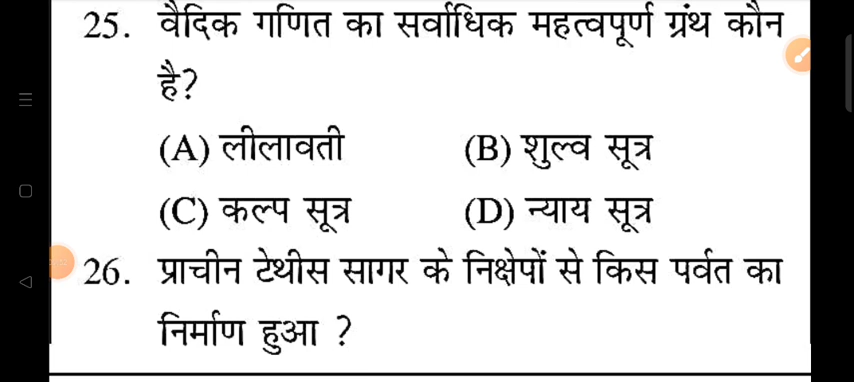 25. वैदिक गणित का सर्वाधिक महत्वपूर्ण ग्रंथ कौन
है?
(A) लीलावती (B) शुल्व सूत्र
(C) कल्प सूत्र (D) न्याय सूत्र
26. प्राचीन टेथीस सागर के निक्षेपों से किस पर्वत का
निर्माण हुआ ?